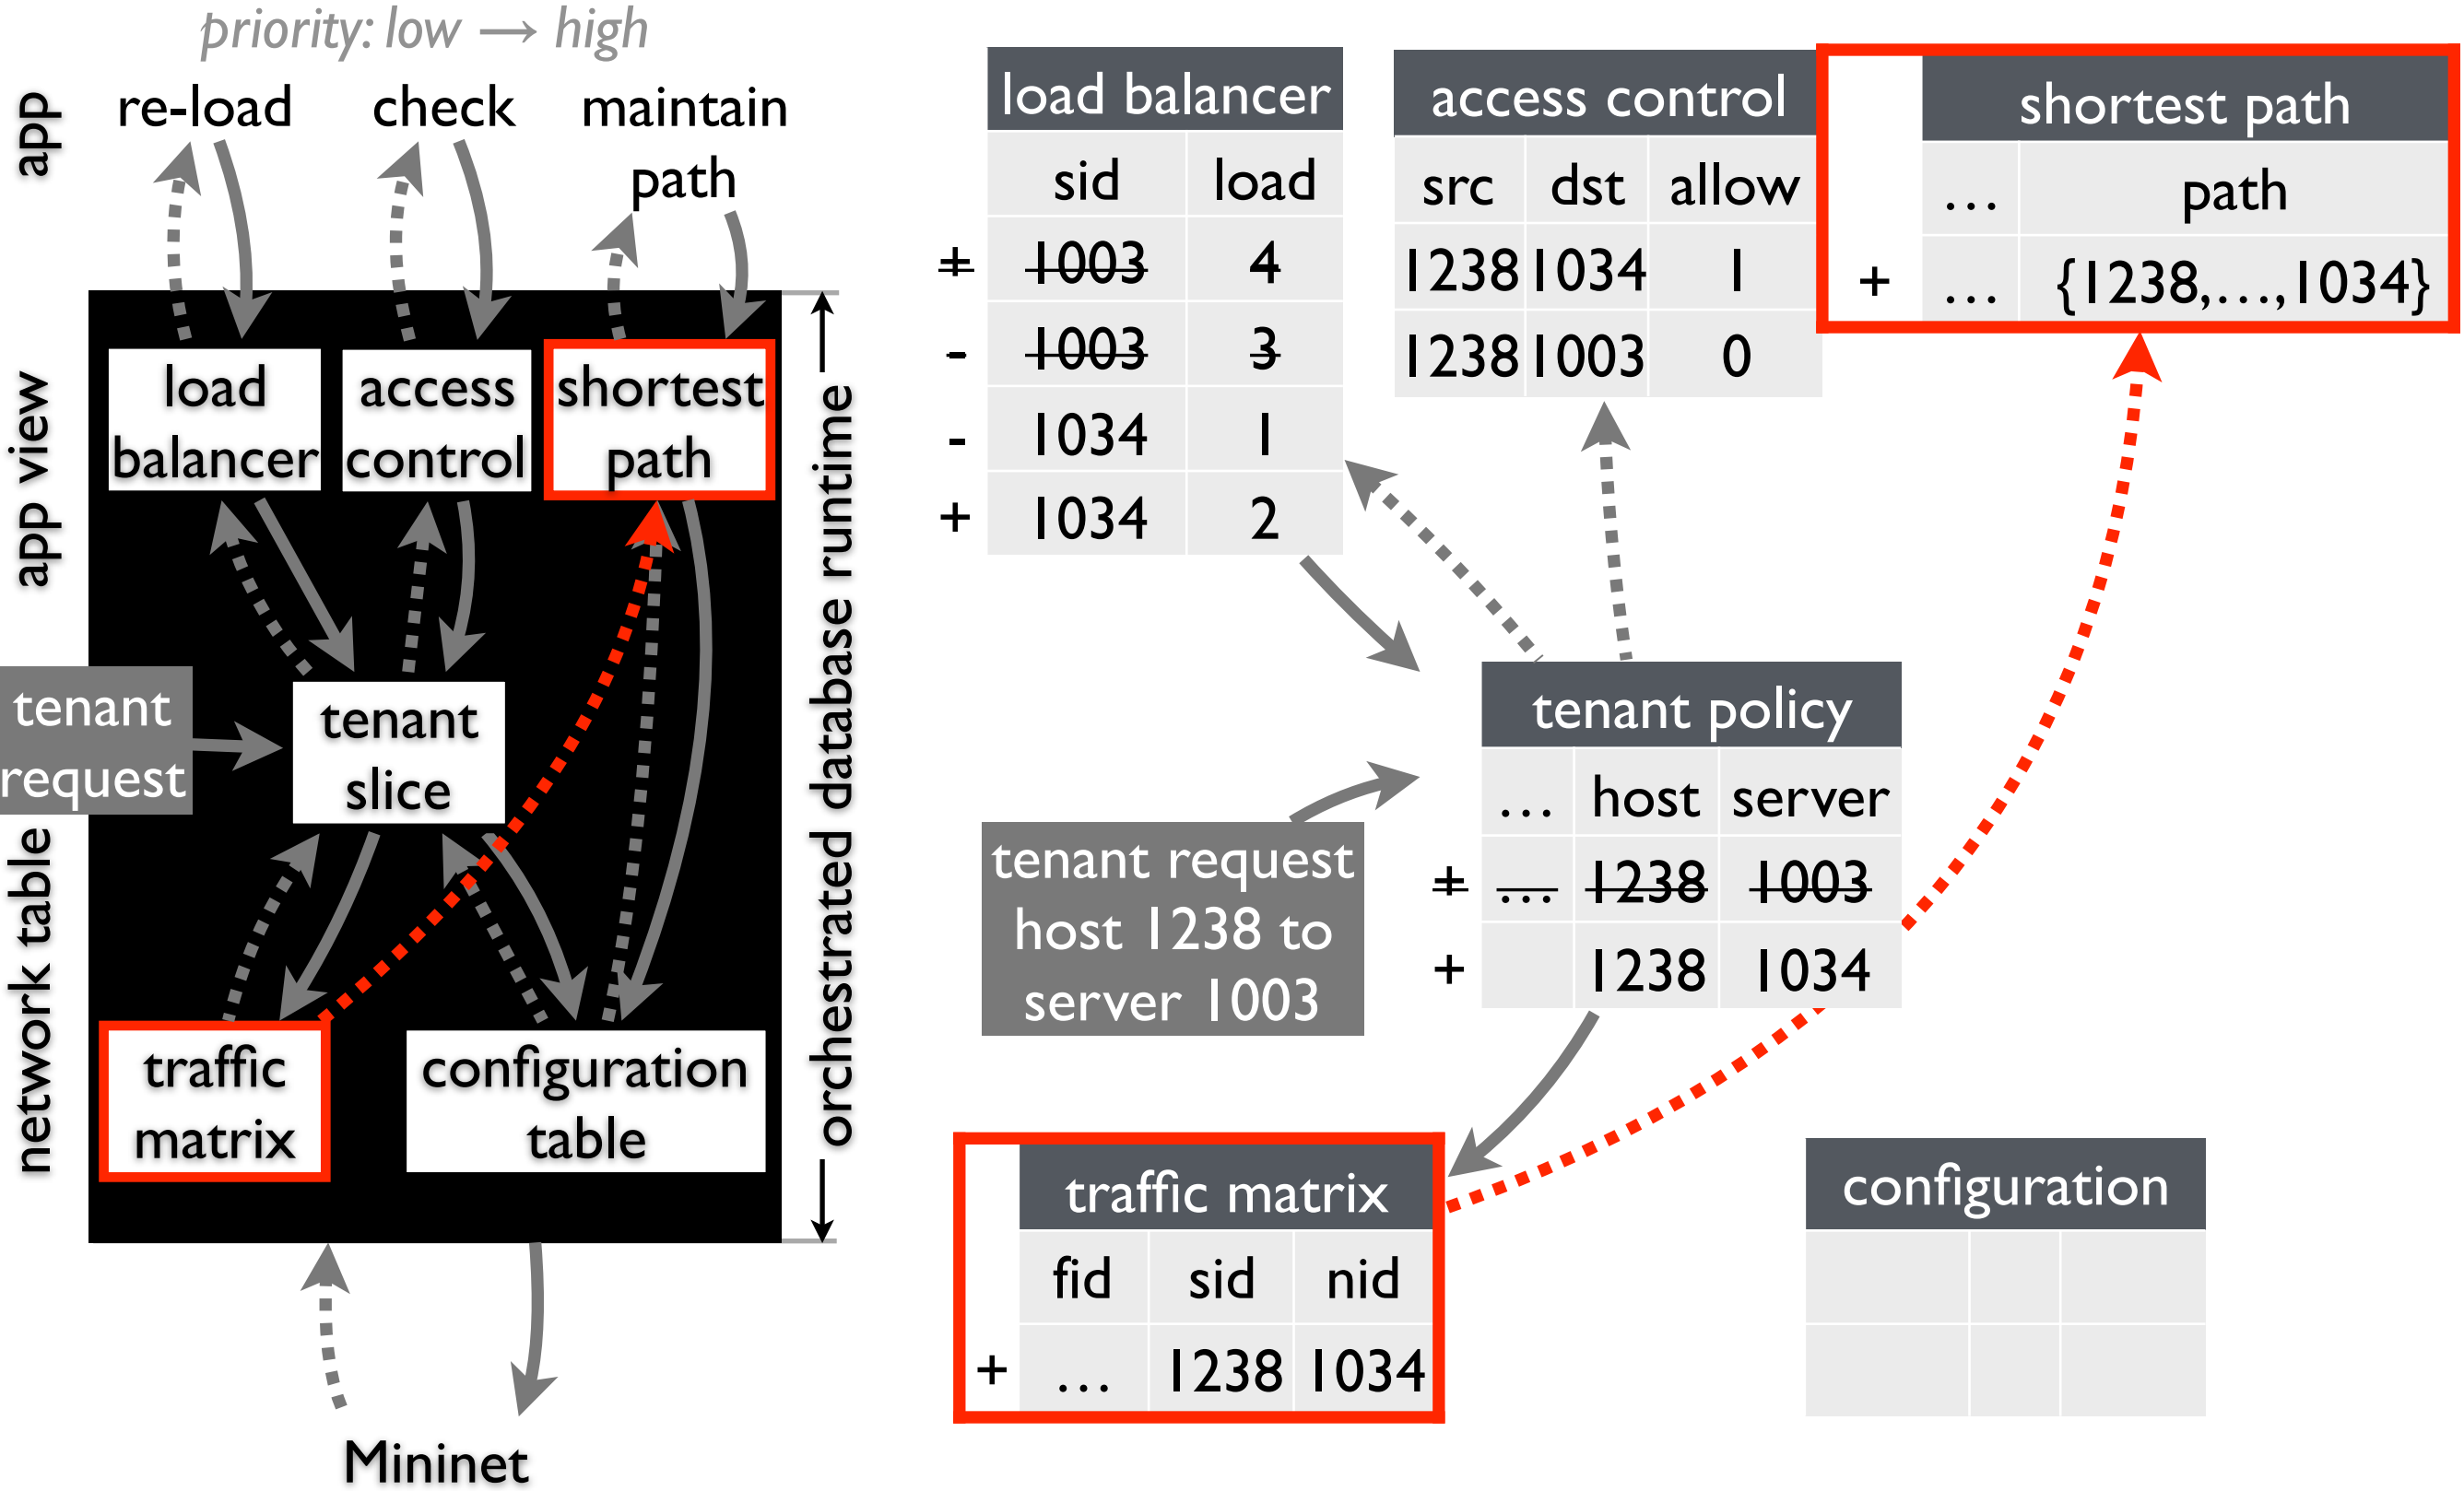 priority: low → high
app
re-load check maintain
path
app view
load
balancer
access
control
shortest
path
tenant
request
tenant
slice
network table
traffic
matrix
configuration
table
orchestrated database runtime
Mininet
load balancer
sid load
+ 1003 4
- 1003 3
- 1034 1
+ 1034 2
access control
src dst allow
1238 1034 1
1238 1003 0
shortest path
... path
+ ... {1238,...,1034}
tenant policy
... host server
+ ... 1238 1003
+ 1238 1034
tenant request
host 1238 to
server 1003
traffic matrix
fid sid nid
+ ... 1238 1034
configuration